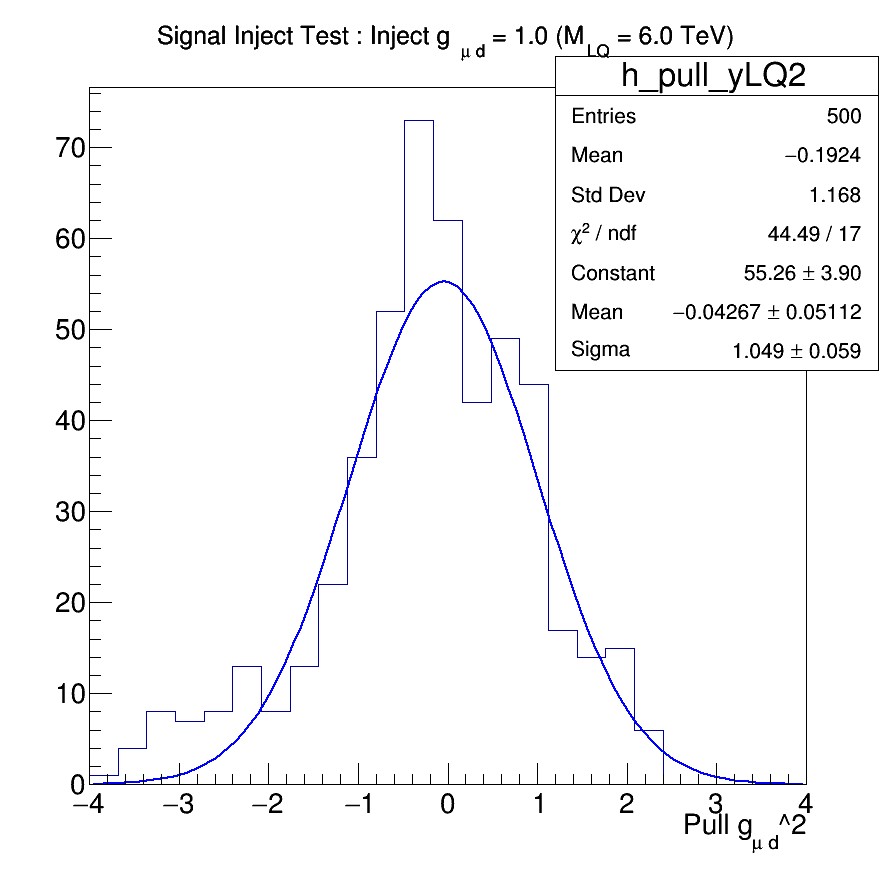 Signal Inject Test : Inject g μ d = 1.0 (M LQ = 6.0 TeV)
h_pull_yLQ2
Entries 500
Mean −0.1924
Std Dev 1.168
χ² / ndf 44.49 / 17
Constant 55.26 ± 3.90
Mean −0.04267 ± 0.05112
Sigma 1.049 ± 0.059
70
60
50
40
30
20
10
0
−4 −3 −2 −1 0 1 2 3 4
Pull g μ d ^2